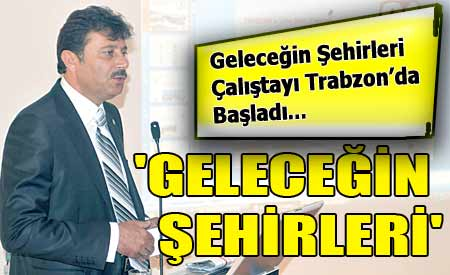 Geleceğin Şehirleri
Çalıştayı Trabzon’da
Başladı...
'GELECEĞİN
ŞEHİRLERİ'